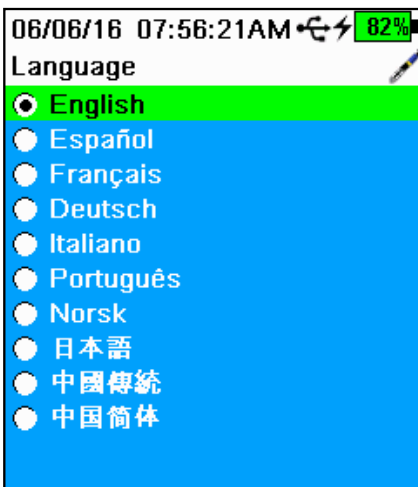 06/06/16 07:56:21AM 82%
Language
English
Español
Français
Deutsch
Italiano
Português
Norsk
日本語
中國傳統
中国简体